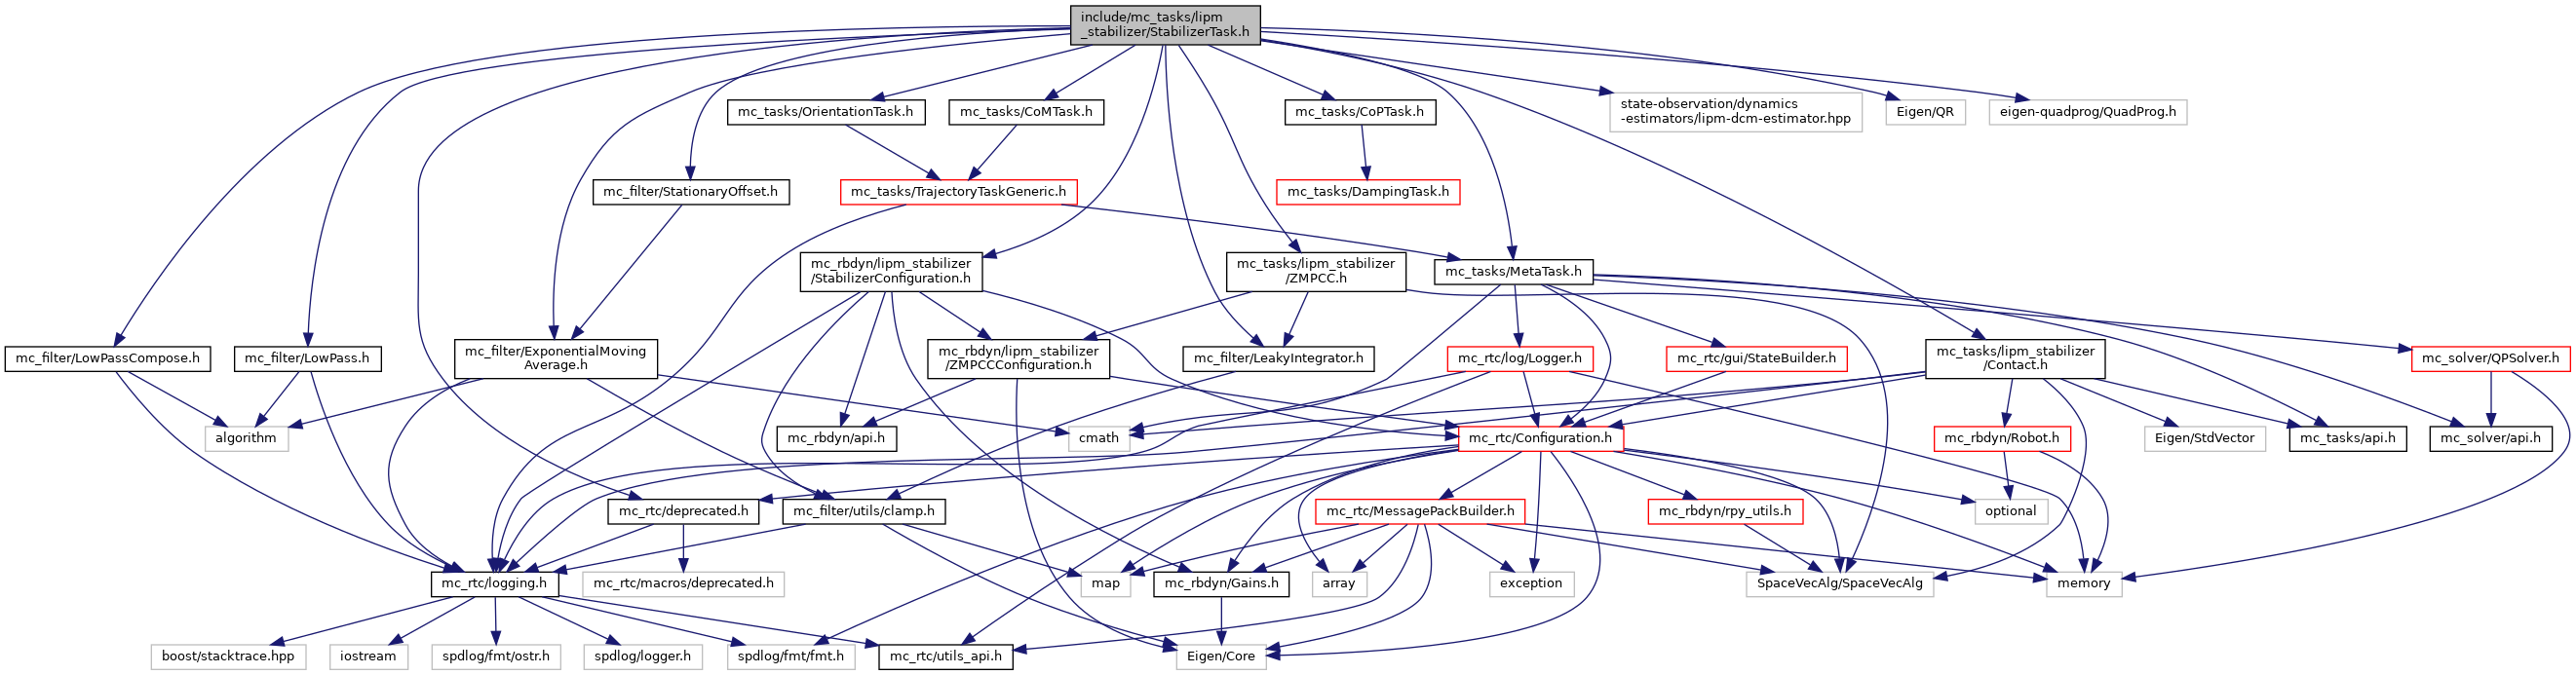 include/mc_tasks/lipm
_stabilizer/StabilizerTask.h
mc_tasks/OrientationTask.h
mc_tasks/CoMTask.h
mc_tasks/CoPTask.h
state-observation/dynamics
-estimators/lipm-dcm-estimator.hpp
Eigen/QR
eigen-quadprog/QuadProg.h
mc_filter/StationaryOffset.h
mc_tasks/TrajectoryTaskGeneric.h
mc_tasks/DampingTask.h
mc_rbdyn/lipm_stabilizer
/StabilizerConfiguration.h
mc_tasks/lipm_stabilizer
/ZMPCC.h
mc_tasks/MetaTask.h
mc_filter/LowPassCompose.h
mc_filter/LowPass.h
mc_filter/ExponentialMoving
Average.h
mc_rbdyn/lipm_stabilizer
/ZMPCCConfiguration.h
mc_filter/LeakyIntegrator.h
mc_rtc/log/Logger.h
mc_rtc/gui/StateBuilder.h
mc_tasks/lipm_stabilizer
/Contact.h
mc_solver/QPSolver.h
algorithm
mc_rbdyn/api.h
cmath
mc_rtc/Configuration.h
mc_rbdyn/Robot.h
Eigen/StdVector
mc_tasks/api.h
mc_solver/api.h
mc_rtc/deprecated.h
mc_filter/utils/clamp.h
mc_rtc/MessagePackBuilder.h
mc_rbdyn/rpy_utils.h
optional
mc_rtc/logging.h
mc_rtc/macros/deprecated.h
map
mc_rbdyn/Gains.h
array
exception
SpaceVecAlg/SpaceVecAlg
memory
boost/stacktrace.hpp
iostream
spdlog/fmt/ostr.h
spdlog/logger.h
spdlog/fmt/fmt.h
mc_rtc/utils_api.h
Eigen/Core